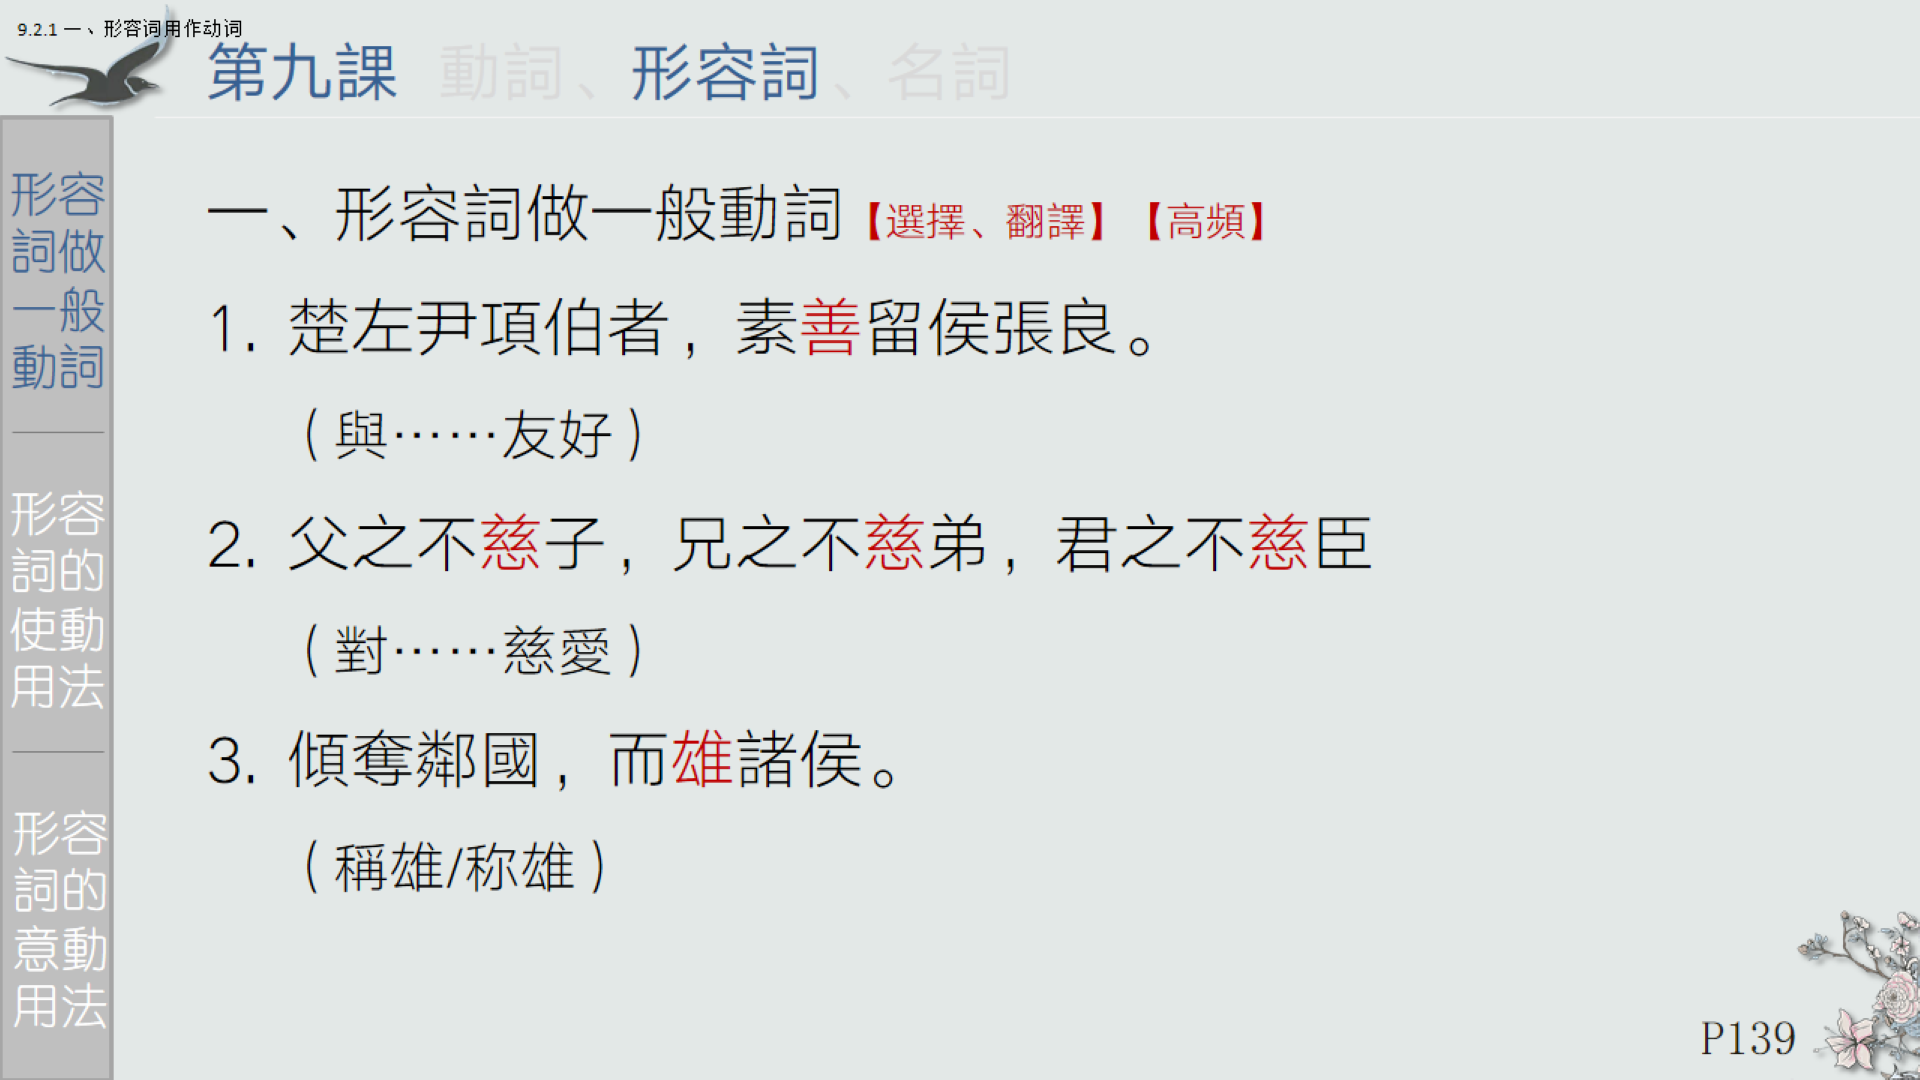 9.2.1 一、形容词用作动词
第九課 動詞、形容詞、名詞
形容
詞做
一般
動詞
形容
詞的
使動
用法
形容
詞的
意動
用法
一、形容詞做一般動詞【選擇、翻譯】【高頻】
1. 楚左尹項伯者，素善留侯張良。
（與……友好）
2. 父之不慈子，兄之不慈弟，君之不慈臣
（對……慈愛）
3. 傾奪鄰國，而雄諸侯。
（稱雄/称雄）
P139